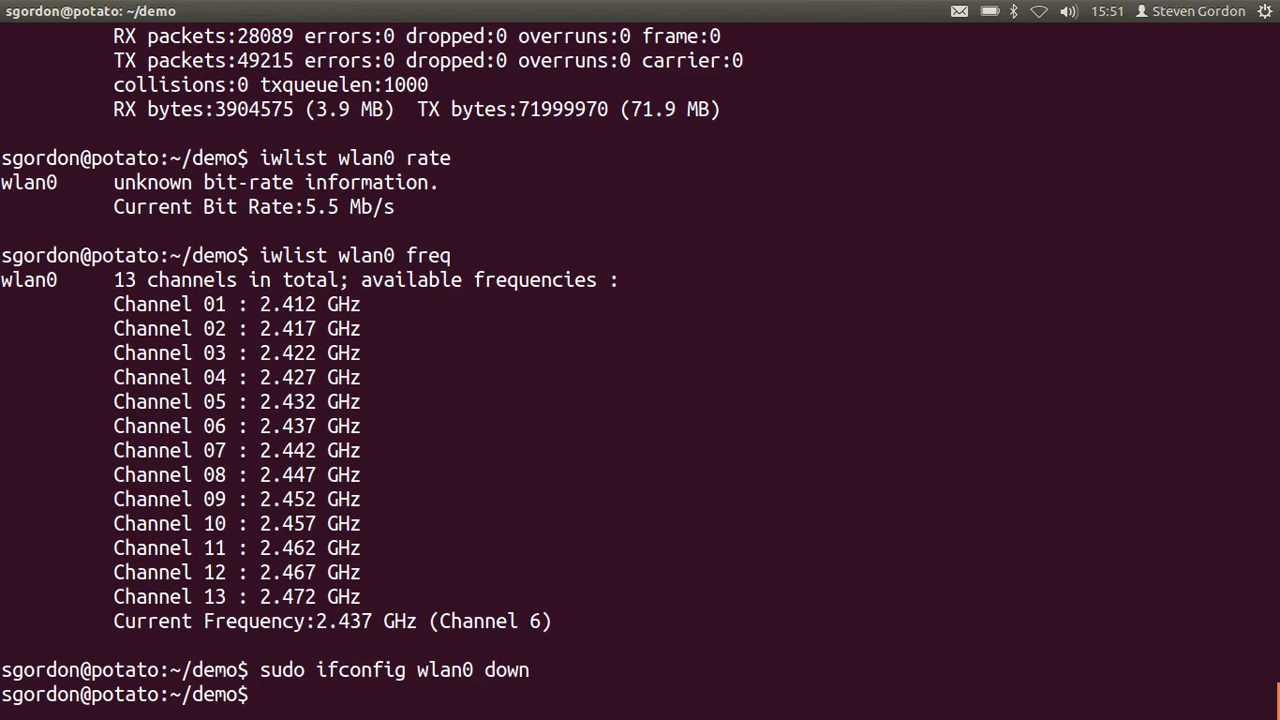 sgordon@potato: ~/demo 15:51 Steven Gordon
RX packets:28089 errors:0 dropped:0 overruns:0 frame:0
TX packets:49215 errors:0 dropped:0 overruns:0 carrier:0
collisions:0 txqueuelen:1000
RX bytes:3904575 (3.9 MB)  TX bytes:71999970 (71.9 MB)
sgordon@potato:~/demo$ iwlist wlan0 rate
wlan0     unknown bit-rate information.
Current Bit Rate:5.5 Mb/s
sgordon@potato:~/demo$ iwlist wlan0 freq
wlan0     13 channels in total; available frequencies :
Channel 01 : 2.412 GHz
Channel 02 : 2.417 GHz
Channel 03 : 2.422 GHz
Channel 04 : 2.427 GHz
Channel 05 : 2.432 GHz
Channel 06 : 2.437 GHz
Channel 07 : 2.442 GHz
Channel 08 : 2.447 GHz
Channel 09 : 2.452 GHz
Channel 10 : 2.457 GHz
Channel 11 : 2.462 GHz
Channel 12 : 2.467 GHz
Channel 13 : 2.472 GHz
Current Frequency:2.437 GHz (Channel 6)
sgordon@potato:~/demo$ sudo ifconfig wlan0 down
sgordon@potato:~/demo$